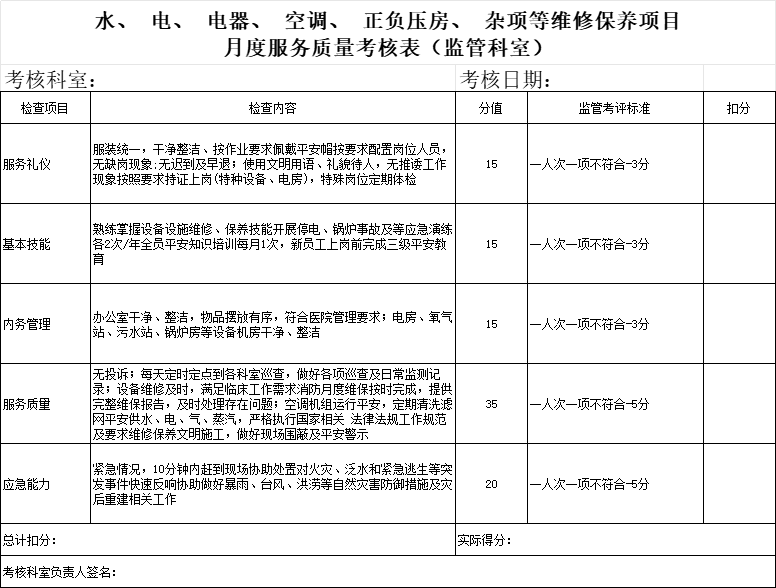 水、 电、 电器、 空调、 正负压房、 杂项等维修保养项目
月度服务质量考核表（监管科室）
考核科室：
考核日期：
检查项目
检查内容
分值
监管考评标准
扣分
服务礼仪
服装统一，干净整洁、按作业要求佩戴平安帽按要求配置岗位人员，
无缺岗现象;无迟到及早退；使用文明用语、礼貌待人，无推诿工作
现象按照要求持证上岗(特种设备、电房)，特殊岗位定期体检
15
一人次一项不符合-3分
基本技能
熟练掌握设备设施维修、保养技能开展停电、锅炉事故及等应急演练
各2次/年全员平安知识培训每月1次，新员工上岗前完成三级平安教
育
15
一人次一项不符合-3分
内务管理
办公室干净、整洁，物品摆放有序，符合医院管理要求；电房、氧气
站、污水站、锅炉房等设备机房干净、整洁
15
一人次一项不符合-3分
服务质量
无投诉；每天定时定点到各科室巡查，做好各项巡查及日常监测记
录；设备维修及时，满足临床工作需求消防月度维保按时完成，提供
完整维保报告，及时处理存在问题；空调机组运行平安，定期清洗滤
网平安供水、电、气、蒸汽，严格执行国家相关 法律法规工作规范
及要求维修保养文明施工，做好现场围蔽及平安警示
35
一人次一项不符合-5分
应急能力
紧急情况，10分钟内赶到现场协助处置对火灾、泛水和紧急逃生等突
发事件快速反响协助做好暴雨、台风、洪涝等自然灾害防御措施及灾
后重建相关工作
20
一人次一项不符合-5分
总计扣分：
实际得分：
考核科室负责人签名：